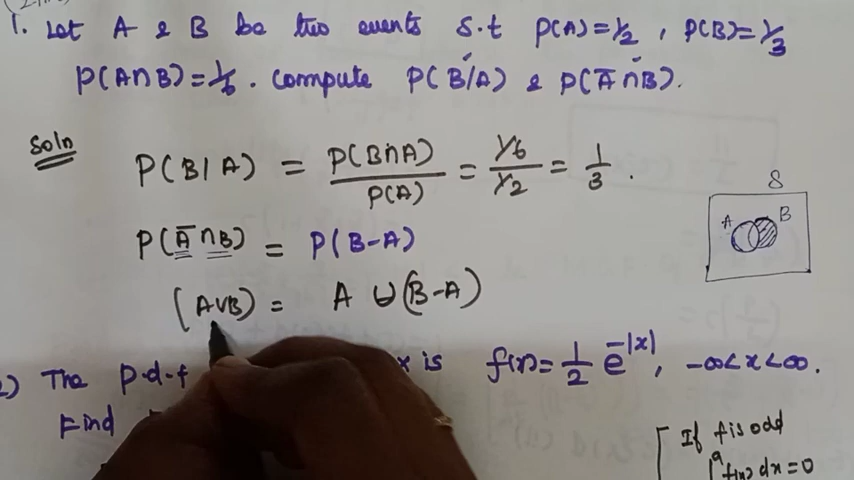 1. Let A & B be two events s.t P(A)=1/2, P(B)=1/3
P(A∩B)=1/6. Compute P(B/A) & P(A̅∩B).
Soln
P(B|A) = P(B∩A)/P(A) = (1/6)/(1/2) = 1/3.
S
A B
P(A̅∩B) = P(B-A)
(A∪B) = A ⊎ (B-A)
2) The p.d.f x is f(x)=1/2 e^-|x|, -∞<x<∞.
Find
If f is odd
f(x)dx=0